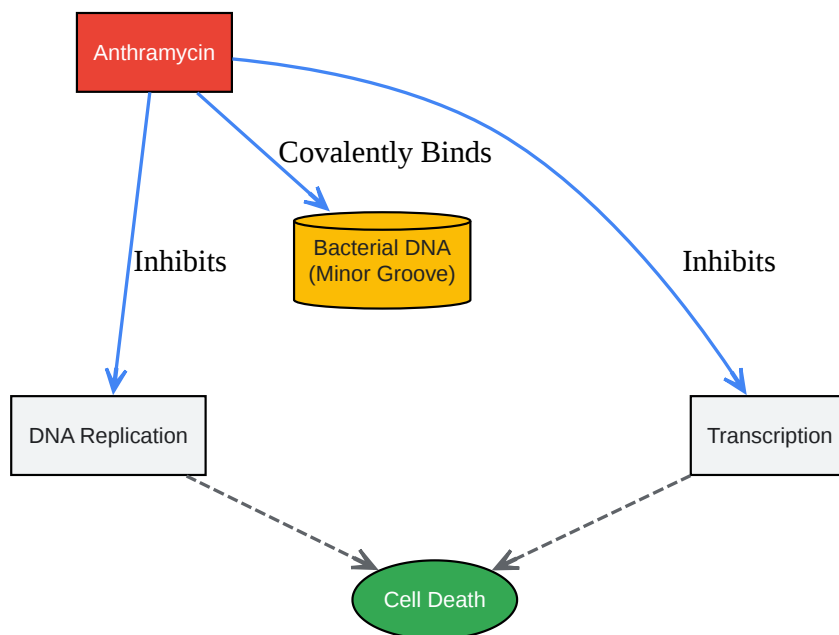 Anthramycin
Covalently Binds
Bacterial DNA
(Minor Groove)
Inhibits
Inhibits
DNA Replication
Transcription
Cell Death